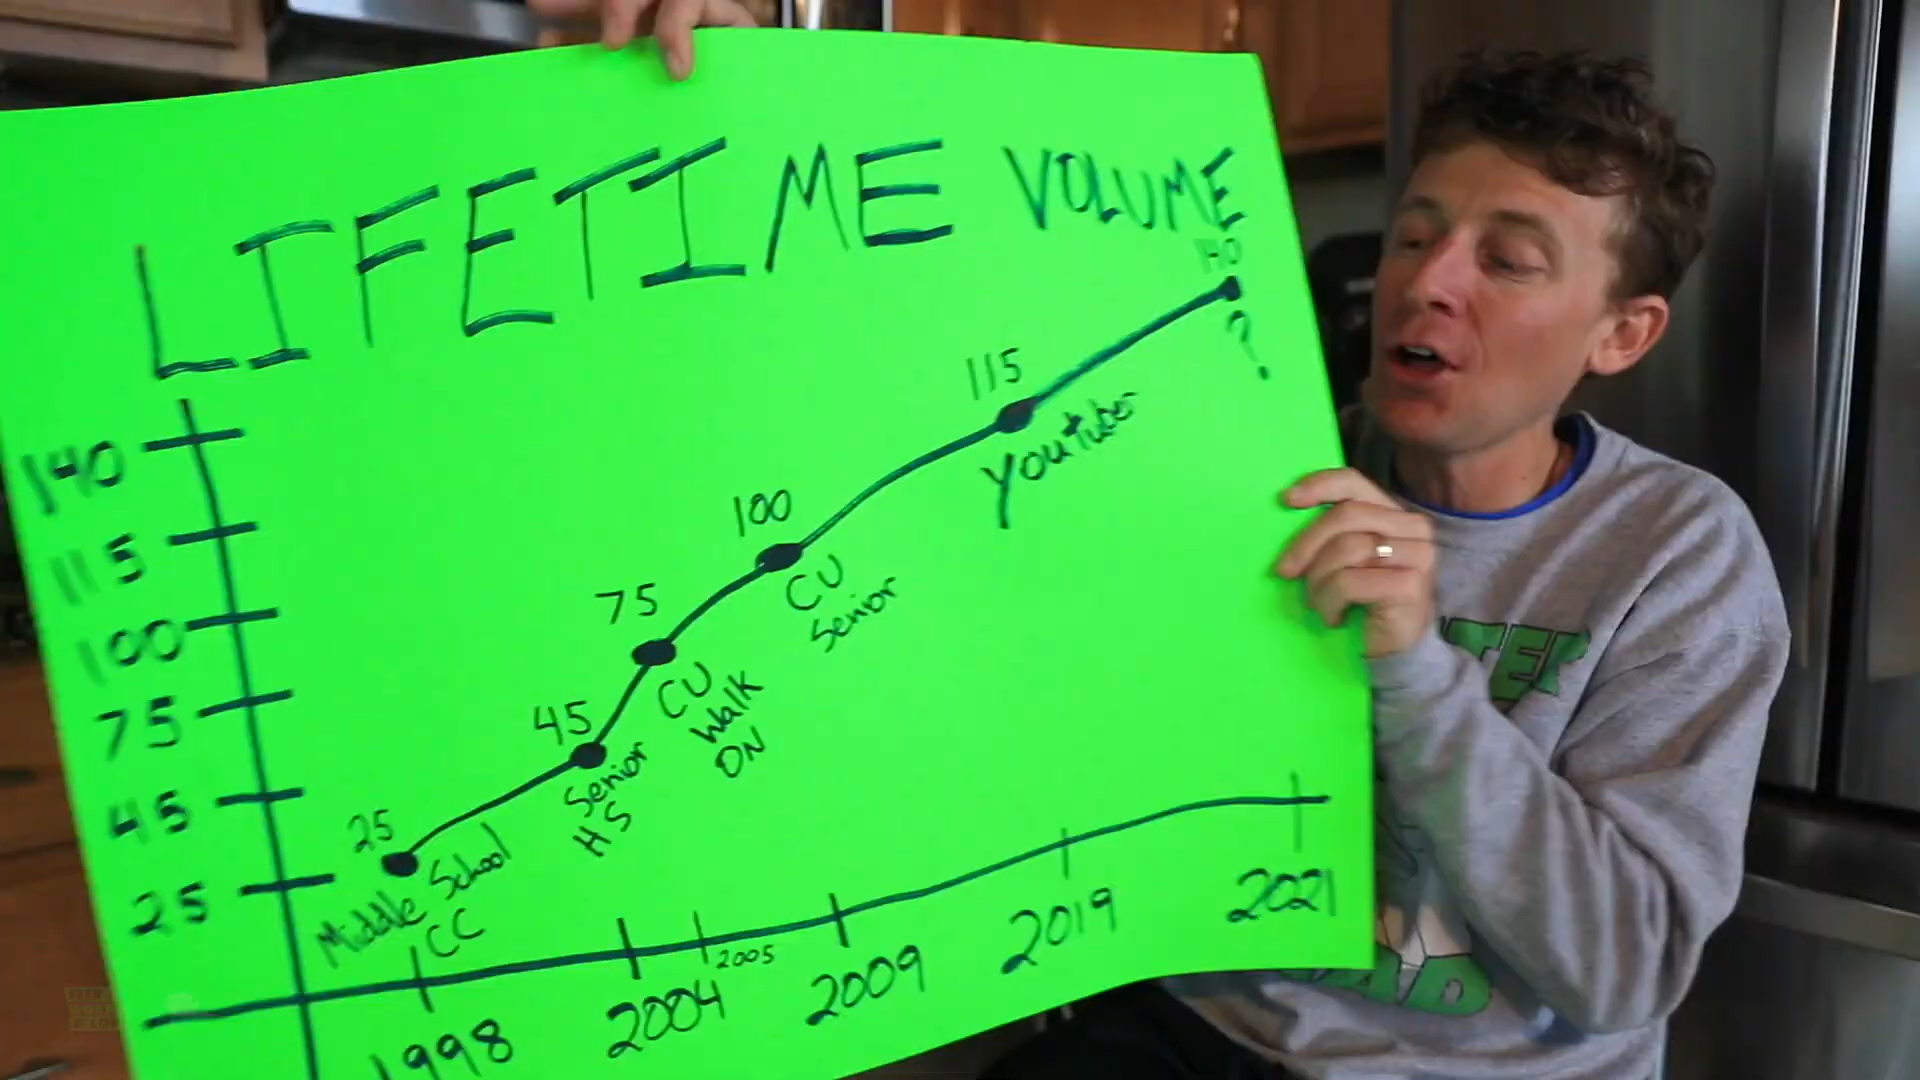 LIFETIME VOLUME
140
?
115
Youtuber
100
CU
Senior
75
CU
Walk
ON
45
Senior
HS
25
Middle School
CC
140
115
100
75
45
25
1998
2004
2005
2009
2019
2021